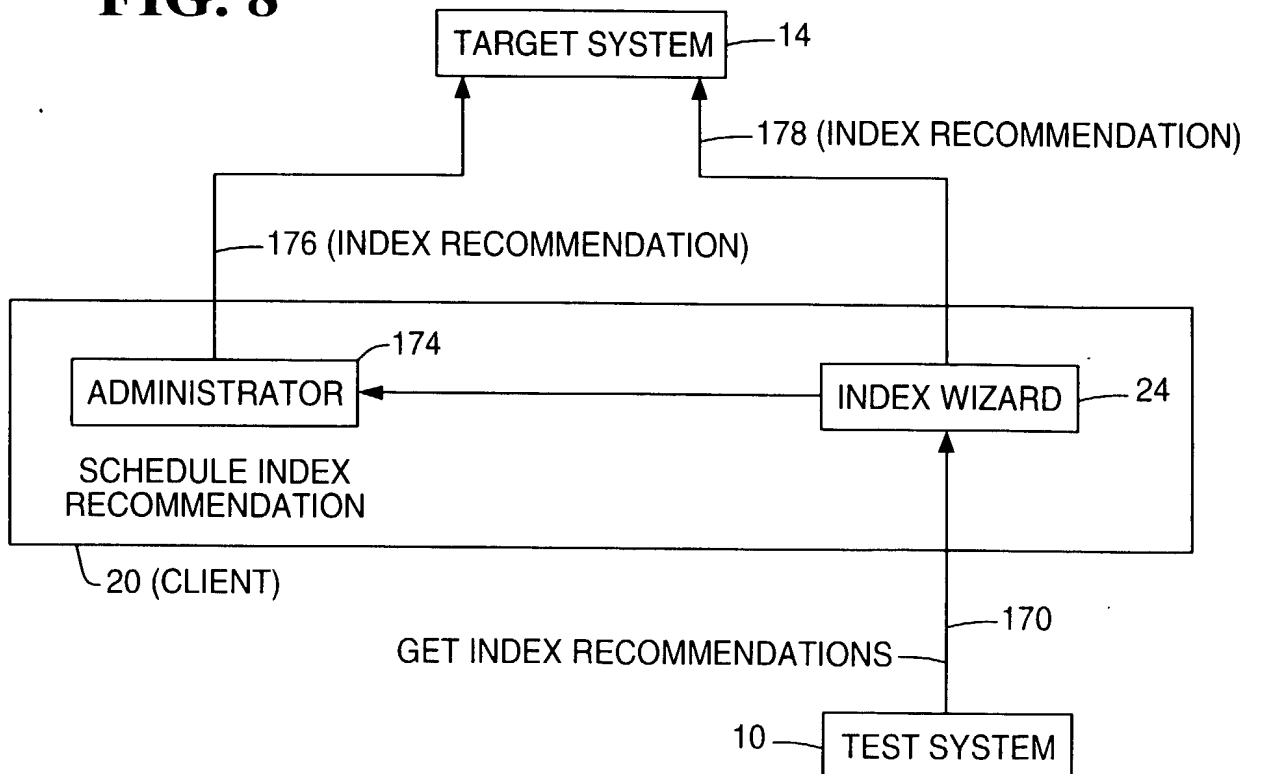 FIG. 8
TARGET SYSTEM
14
178 (INDEX RECOMMENDATION)
176 (INDEX RECOMMENDATION)
174
ADMINISTRATOR
INDEX WIZARD
24
SCHEDULE INDEX
RECOMMENDATION
20 (CLIENT)
170
GET INDEX RECOMMENDATIONS
10
TEST SYSTEM